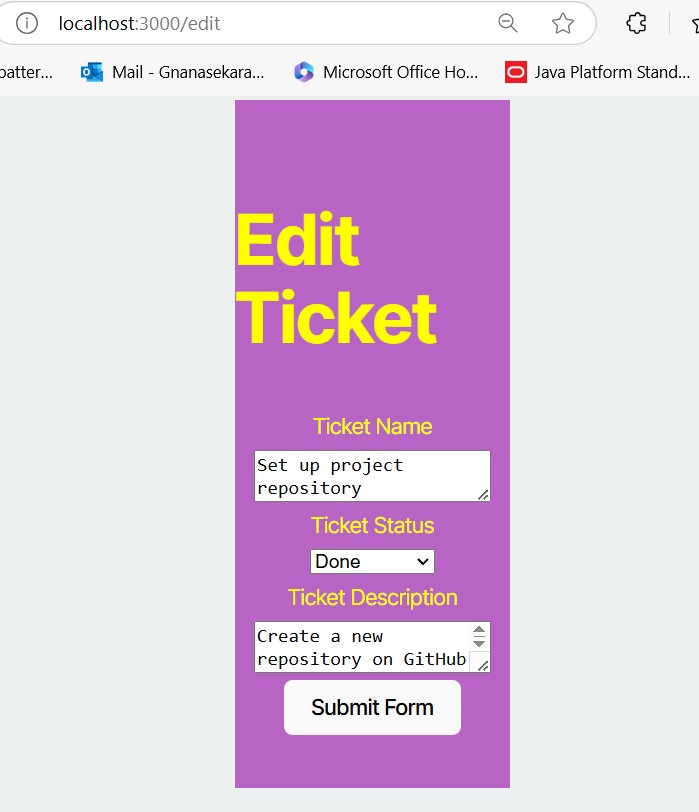 localhost:3000/edit
patter... Mail - Gnanasekara... Microsoft Office Ho... Java Platform Stand...
Edit
Ticket
Ticket Name
Set up project
repository
Ticket Status
Done
Ticket Description
Create a new
repository on GitHub
Submit Form